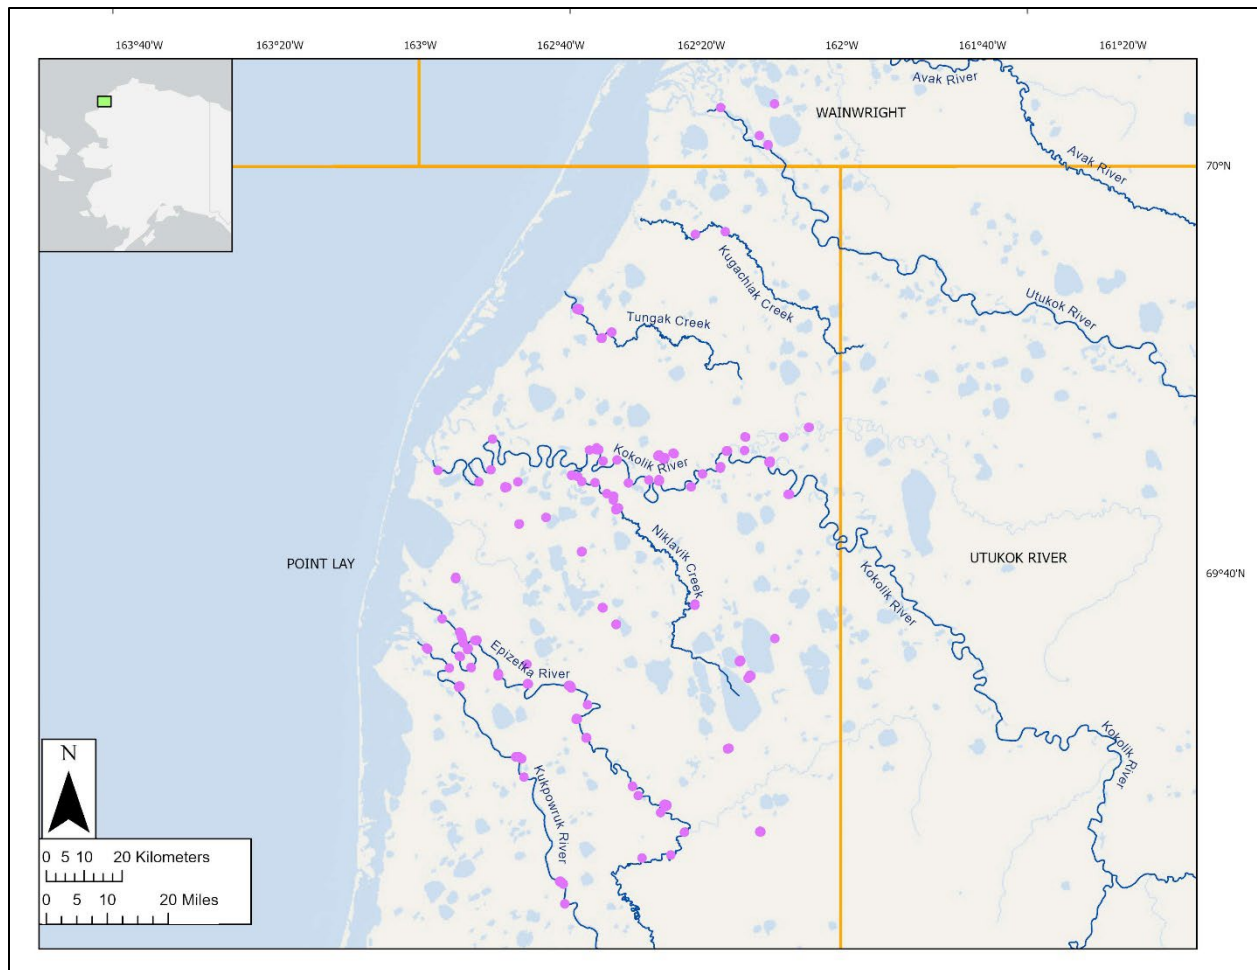 163°40'W 163°20'W 163°W 162°40'W 162°20'W 162°W 161°40'W 161°20'W
Avak River
WAINWRIGHT
Avak River
70°N
Kugachiak Creek
Utukok River
Tungak Creek
Kokolik River
Niklavik Creek
POINT LAY
UTUKOK RIVER
69°40'N
Kokolik River
Epizetka River
Kokolik River
N
Kukpowruk River
0 5 10 20 Kilometers
0 5 10 20 Miles